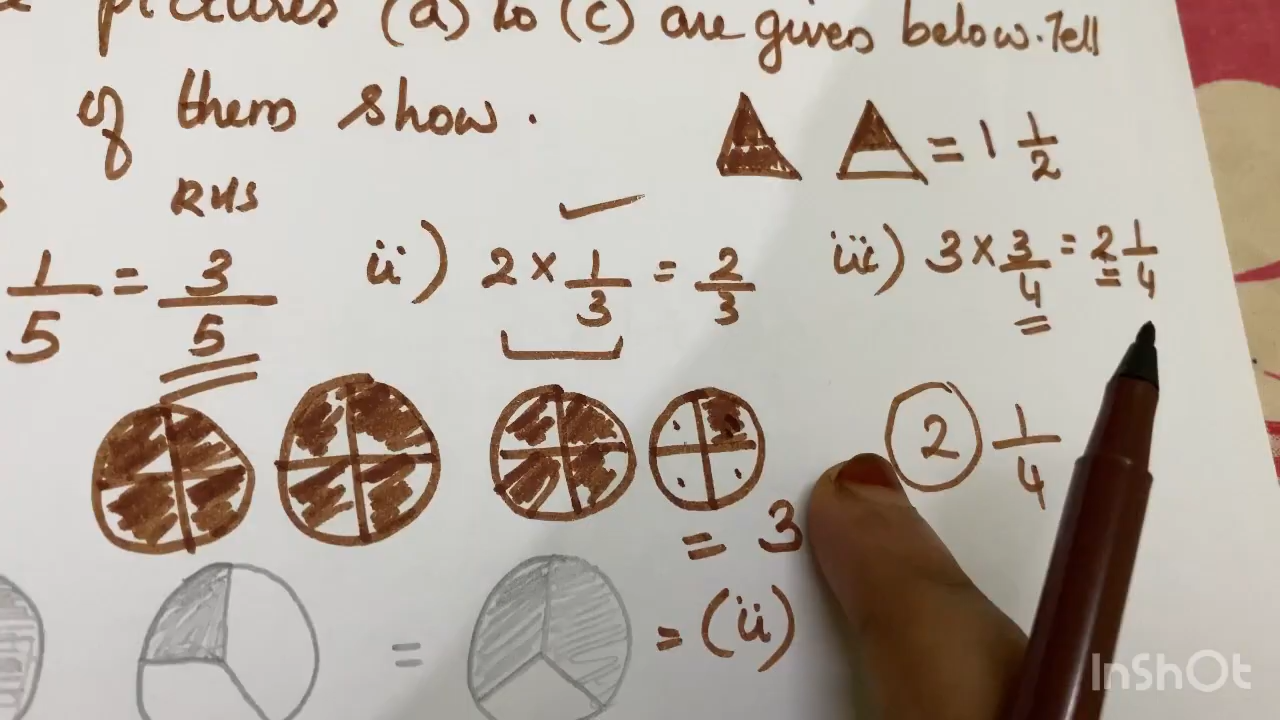 pictures (a) to (c) are given below. Tell
of them show.
= 1 1/2
RHS
1/5 = 3/5
ii) 2 × 1/3 = 2/3
iii) 3 × 3/4 = 2 1/4
2 1/4
= 3
= = (ii)
InShOt